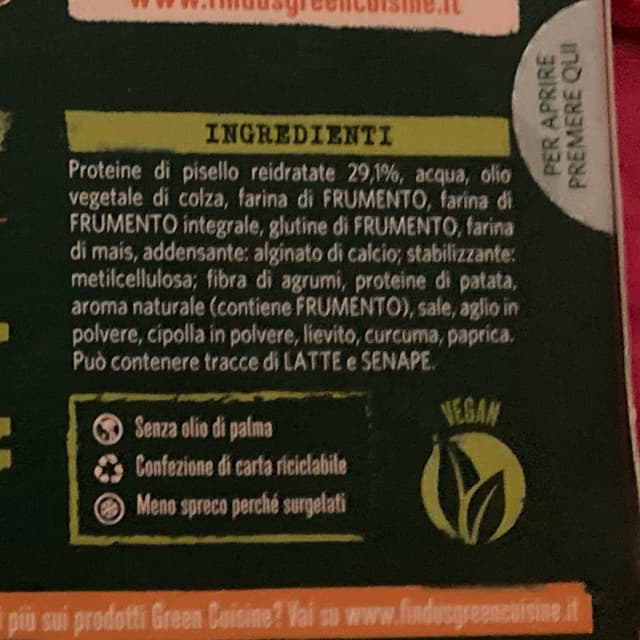 www.findusgreencuisine.it
PER APRIRE
PREMERE QUI
INGREDIENTI
Proteine di pisello reidratate 29,1%, acqua, olio
vegetale di colza, farina di FRUMENTO, farina di
FRUMENTO integrale, glutine di FRUMENTO, farina
di mais, addensante: alginato di calcio; stabilizzante:
metilcellulosa; fibra di agrumi, proteine di patata,
aroma naturale (contiene FRUMENTO), sale, aglio in
polvere, cipolla in polvere, lievito, curcuma, paprica.
Può contenere tracce di LATTE e SENAPE.
Senza olio di palma
Confezione di carta riciclabile
Meno spreco perché surgelati
VEGAN
più sui prodotti Green Cuisine? Vai su www.findusgreencuisine.it